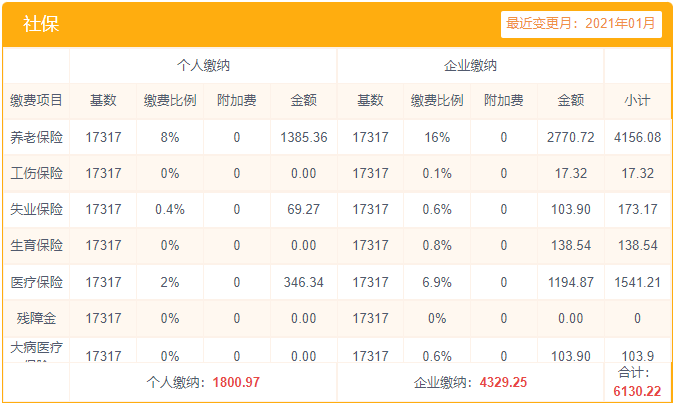 社保
最近变更月：2021年01月
个人缴纳 企业缴纳
缴费项目 基数 缴费比例 附加费 金额 基数 缴费比例 附加费 金额 小计
养老保险 17317 8% 0 1385.36 17317 16% 0 2770.72 4156.08
工伤保险 17317 0% 0 0.00 17317 0.1% 0 17.32 17.32
失业保险 17317 0.4% 0 69.27 17317 0.6% 0 103.90 173.17
生育保险 17317 0% 0 0.00 17317 0.8% 0 138.54 138.54
医疗保险 17317 2% 0 346.34 17317 6.9% 0 1194.87 1541.21
残障金 17317 0% 0 0.00 17317 0% 0 0.00 0
大病医疗 17317 0% 0 0.00 17317 0.6% 0 103.90 103.9
个人缴纳：1800.97 企业缴纳：4329.25 合计：
6130.22